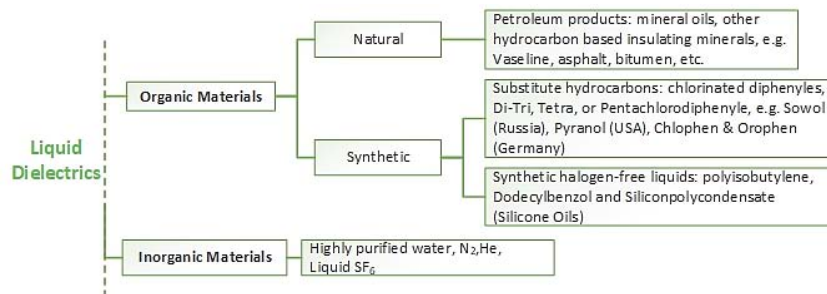 Liquid
Dielectrics
Organic Materials
Natural
Petroleum products: mineral oils, other
hydrocarbon based insulating minerals, e.g.
Vaseline, asphalt, bitumen, etc.
Synthetic
Substitute hydrocarbons: chlorinated diphenyles,
Di-Tri, Tetra, or Pentachlorodiphenyle, e.g. Sowol
(Russia), Pyranol (USA), Chlophen & Orophen
(Germany)
Synthetic halogen-free liquids: polyisobutylene,
Dodecylbenzol and Siliconpolycondensate
(Silicone Oils)
Inorganic Materials
Highly purified water, N₂,He,
Liquid SF₆